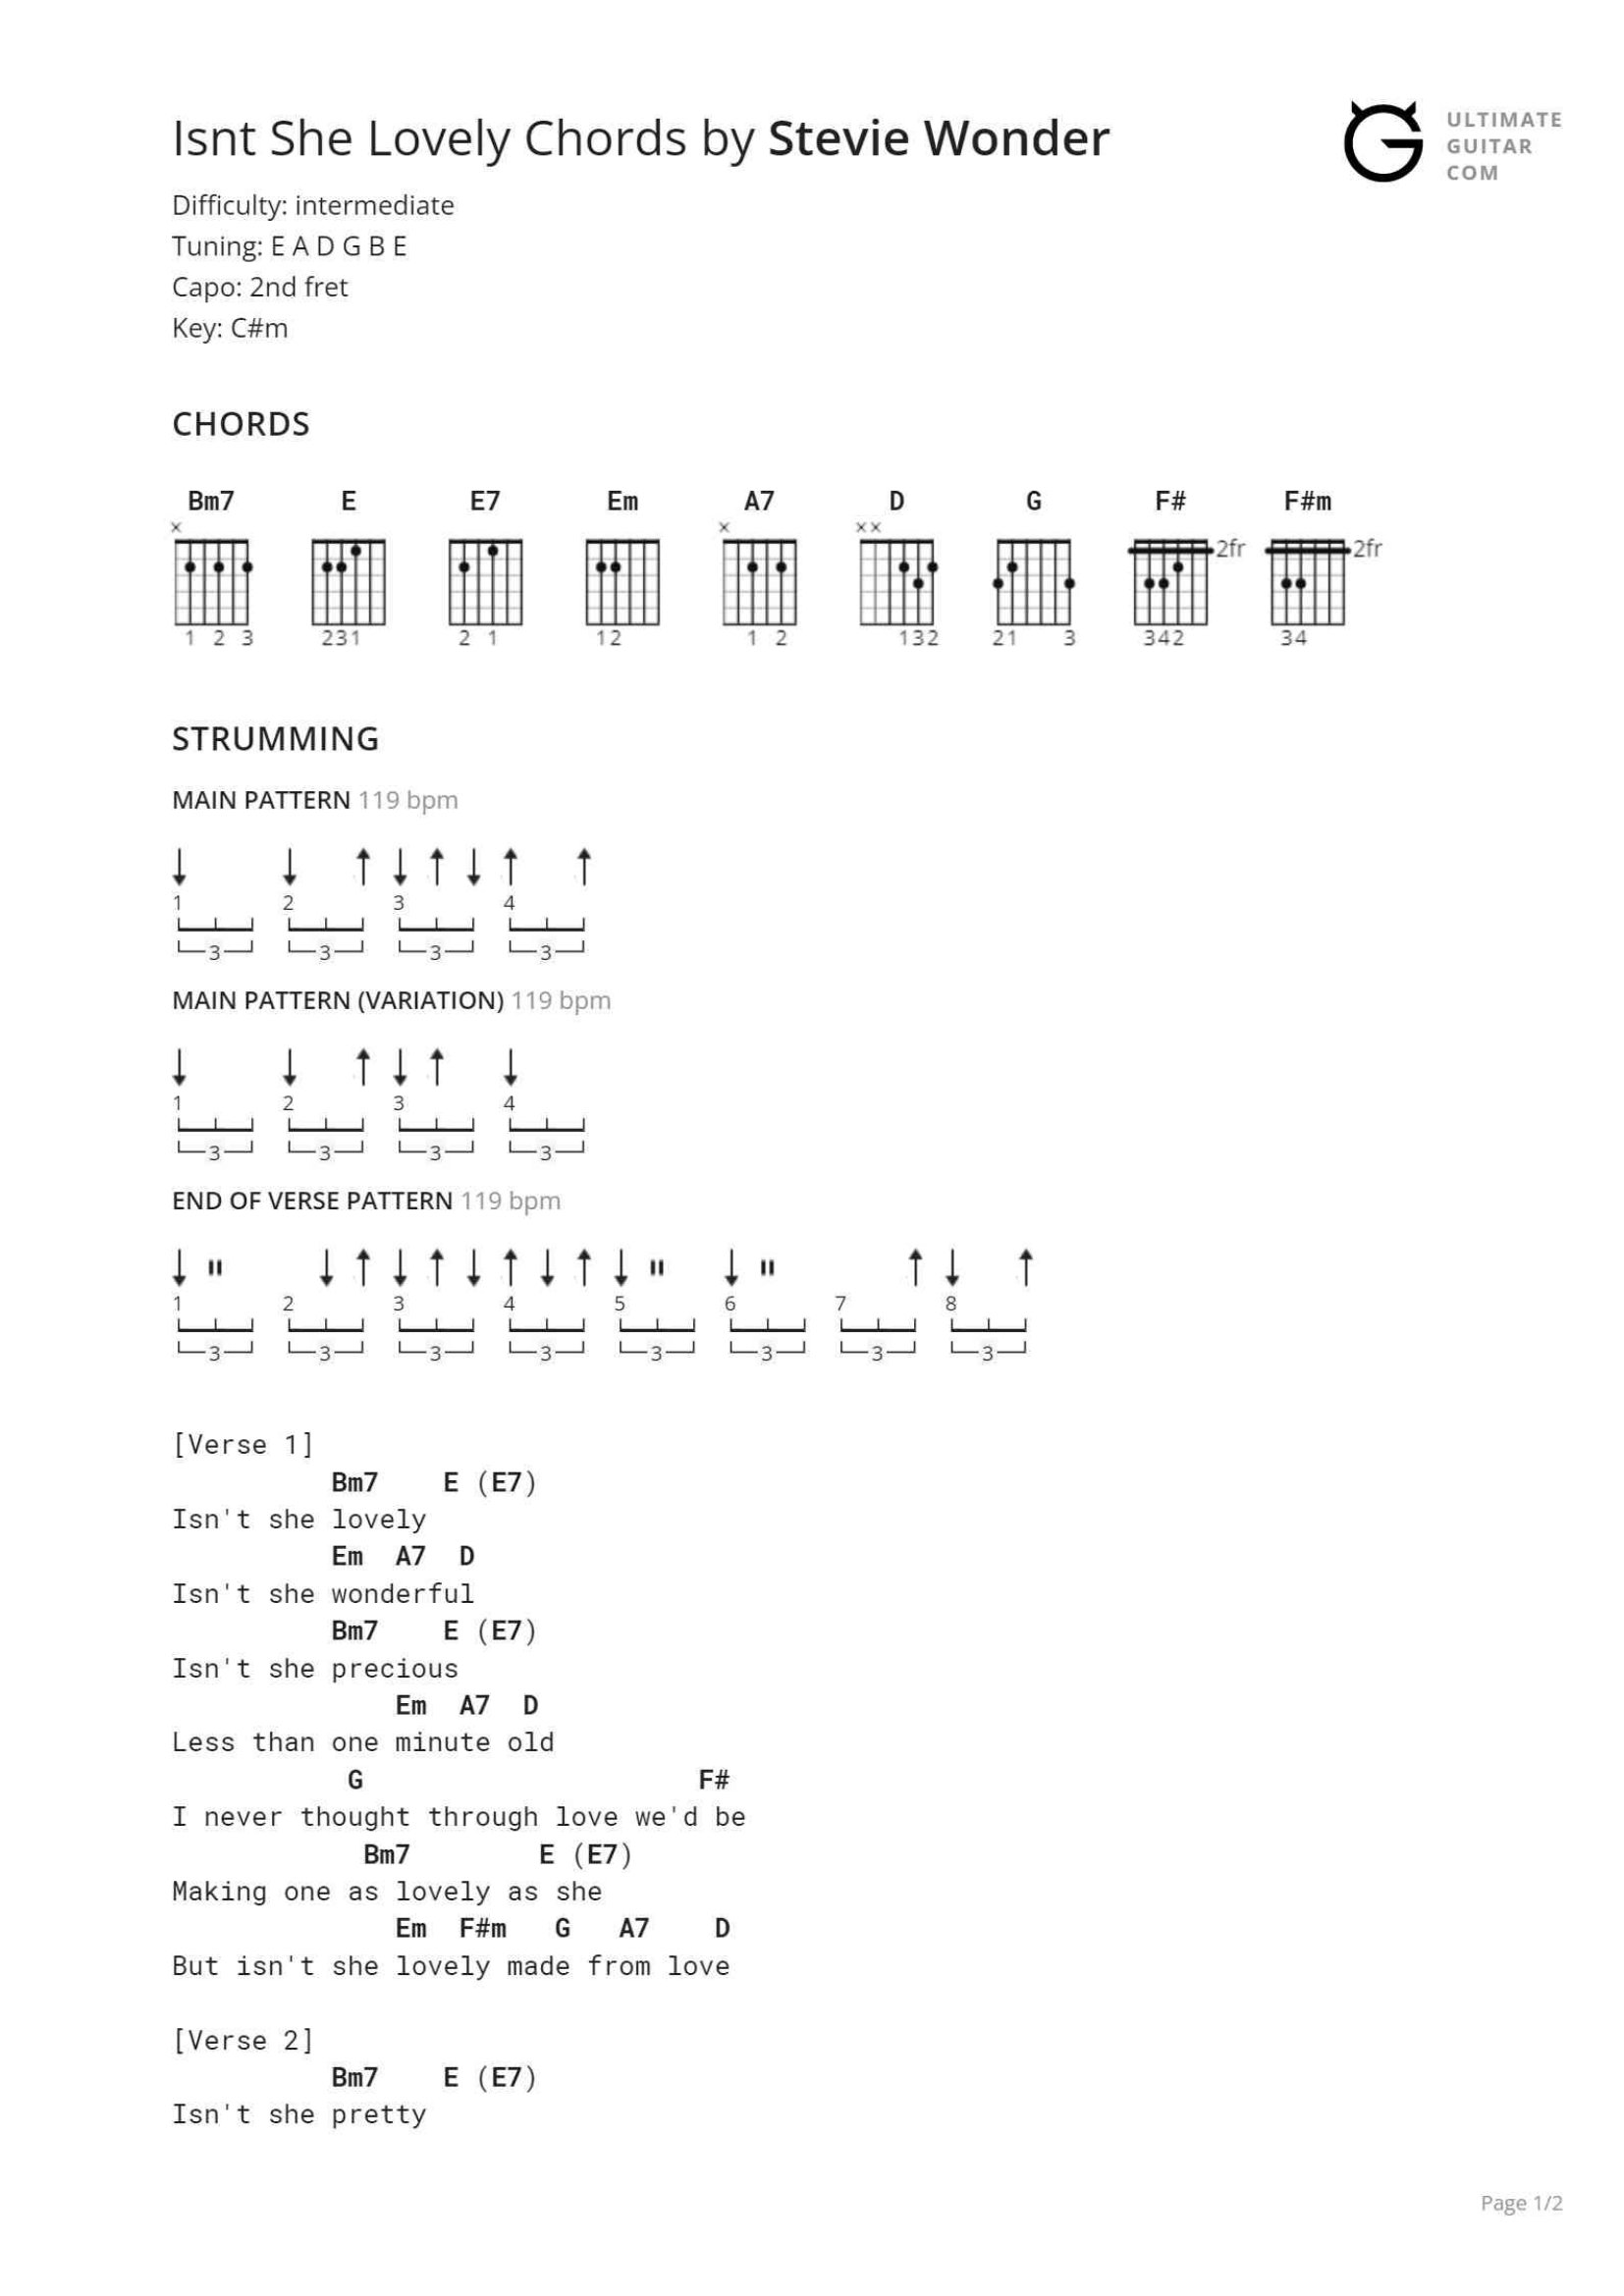 Isnt She Lovely Chords by Stevie Wonder
ULTIMATE
GUITAR
COM
Difficulty: intermediate
Tuning: E A D G B E
Capo: 2nd fret
Key: C#m
CHORDS
Bm7 E E7 Em A7 D G F# F#m
x x xx
2fr 2fr
1 2 3 231 2 1 12 1 2 132 21 3 342 34
STRUMMING
MAIN PATTERN 119 bpm
1 2 3 4
3 3 3 3
MAIN PATTERN (VARIATION) 119 bpm
1 2 3 4
3 3 3 3
END OF VERSE PATTERN 119 bpm
1 2 3 4 5 6 7 8
3 3 3 3 3 3 3 3
[Verse 1]
Bm7 E (E7)
Isn't she lovely
Em A7 D
Isn't she wonderful
Bm7 E (E7)
Isn't she precious
Em A7 D
Less than one minute old
G F#
I never thought through love we'd be
Bm7 E (E7)
Making one as lovely as she
Em F#m G A7 D
But isn't she lovely made from love
[Verse 2]
Bm7 E (E7)
Isn't she pretty
Page 1/2